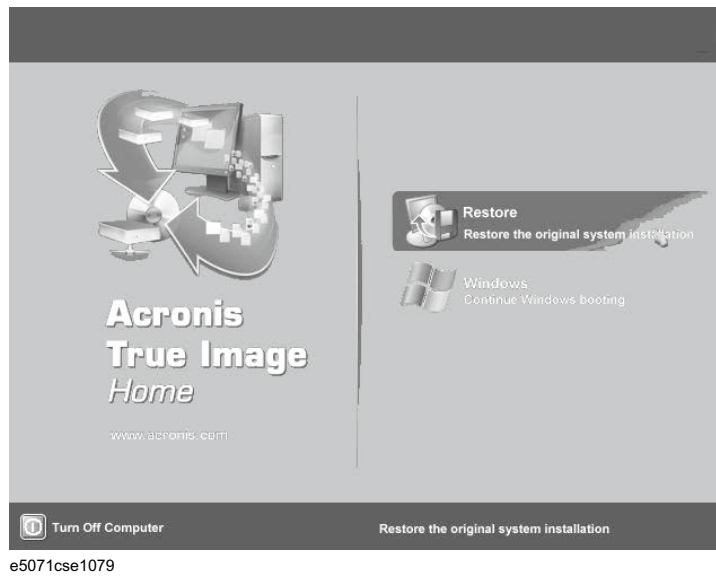 Acronis
True Image
Home
www.acronis.com
Restore
Restore the original system installation
Windows
Continue Windows booting
Turn Off Computer
Restore the original system installation
e5071cse1079